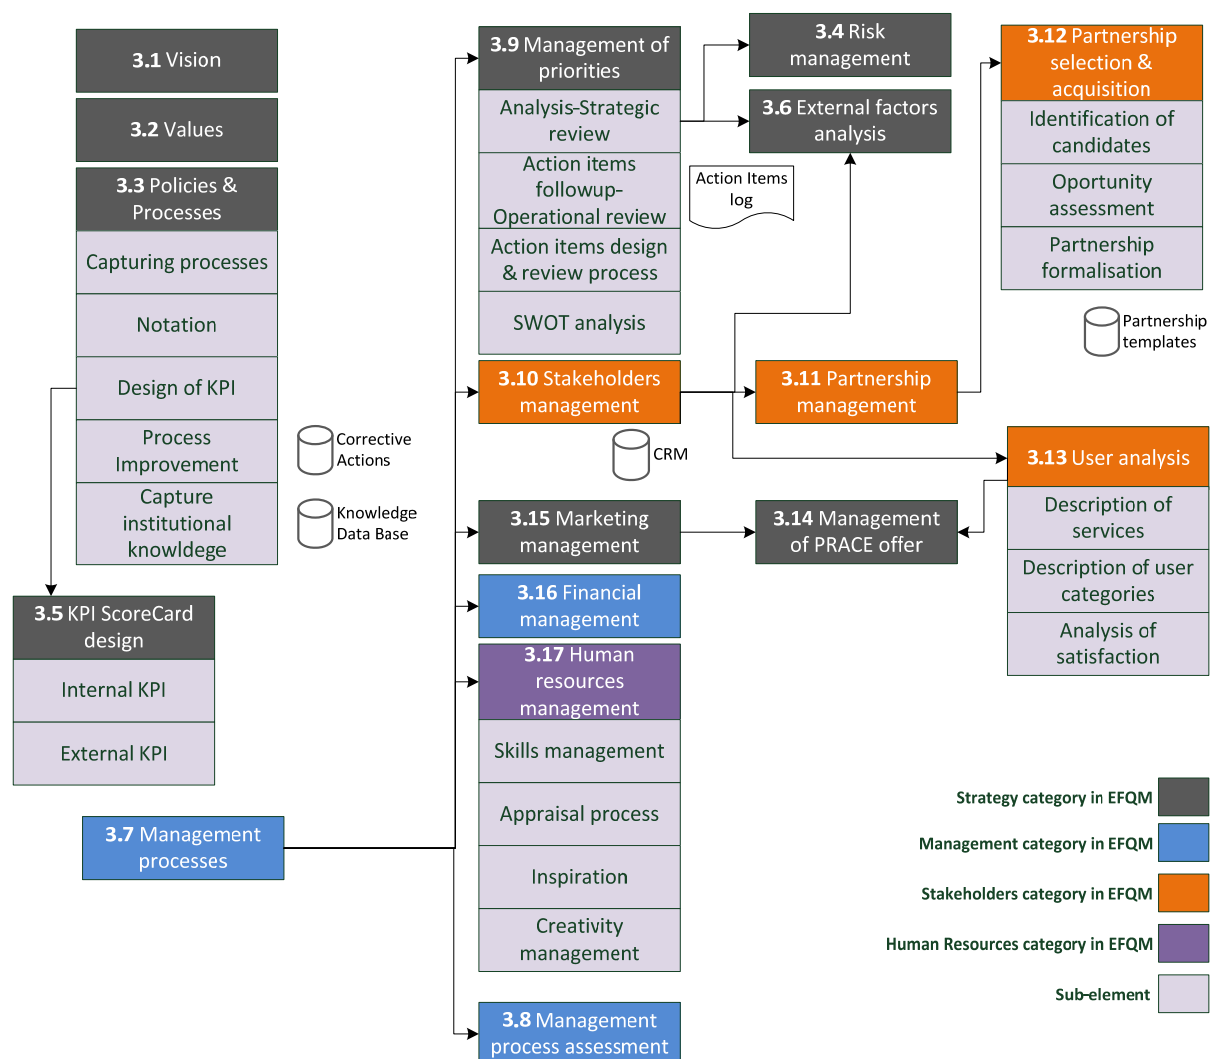 3.1 Vision
3.2 Values
3.3 Policies &
Processes
Capturing processes
Notation
Design of KPI
Process
Improvement
Capture
institutional
knowldege
Corrective
Actions
Knowledge
Data Base
3.5 KPI ScoreCard
design
Internal KPI
External KPI
3.7 Management
processes
3.9 Management of
priorities
Analysis-Strategic
review
Action items
followup-
Operational review
Action items design
& review process
SWOT analysis
3.10 Stakeholders
management
CRM
3.15 Marketing
management
3.16 Financial
management
3.17 Human
resources
management
Skills management
Appraisal process
Inspiration
Creativity
management
3.8 Management
process assessment
3.4 Risk
management
3.6 External factors
analysis
Action Items
log
3.11 Partnership
management
3.14 Management
of PRACE offer
3.12 Partnership
selection &
acquisition
Identification of
candidates
Oportunity
assessment
Partnership
formalisation
Partnership
templates
3.13 User analysis
Description of
services
Description of user
categories
Analysis of
satisfaction
Strategy category in EFQM
Management category in EFQM
Stakeholders category in EFQM
Human Resources category in EFQM
Sub-element